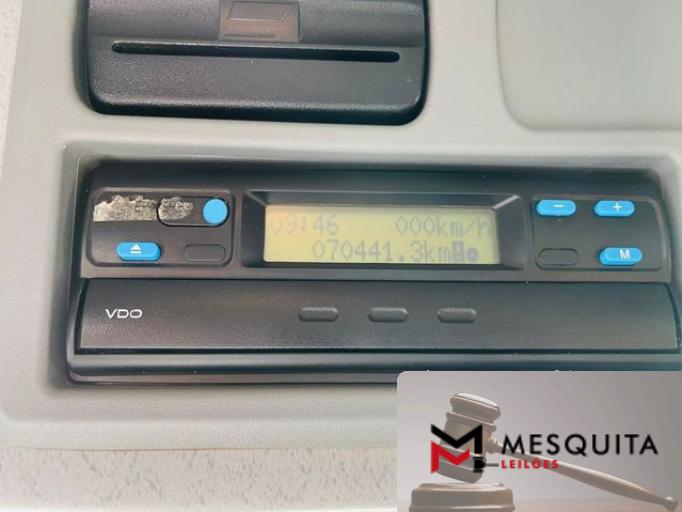 09:46 000km/h
070441.3km
M
VDO
MESQUITA
LEILÕES